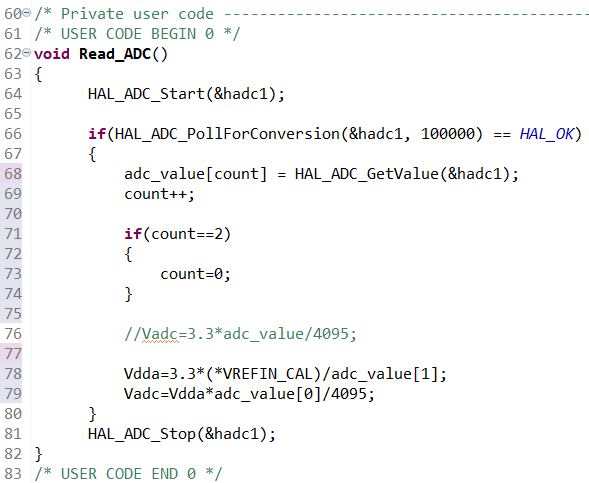 60 /* Private user code -----------------------------------------
61 /* USER CODE BEGIN 0 */
62 void Read_ADC()
63 {
64 HAL_ADC_Start(&hadc1);
65
66 if(HAL_ADC_PollForConversion(&hadc1, 100000) == HAL_OK)
67 {
68 adc_value[count] = HAL_ADC_GetValue(&hadc1);
69 count++;
70
71 if(count==2)
72 {
73 count=0;
74 }
75
76 //Vadc=3.3*adc_value/4095;
77
78 Vdda=3.3*(*VREFIN_CAL)/adc_value[1];
79 Vadc=Vdda*adc_value[0]/4095;
80 }
81 HAL_ADC_Stop(&hadc1);
82 }
83 /* USER CODE END 0 */